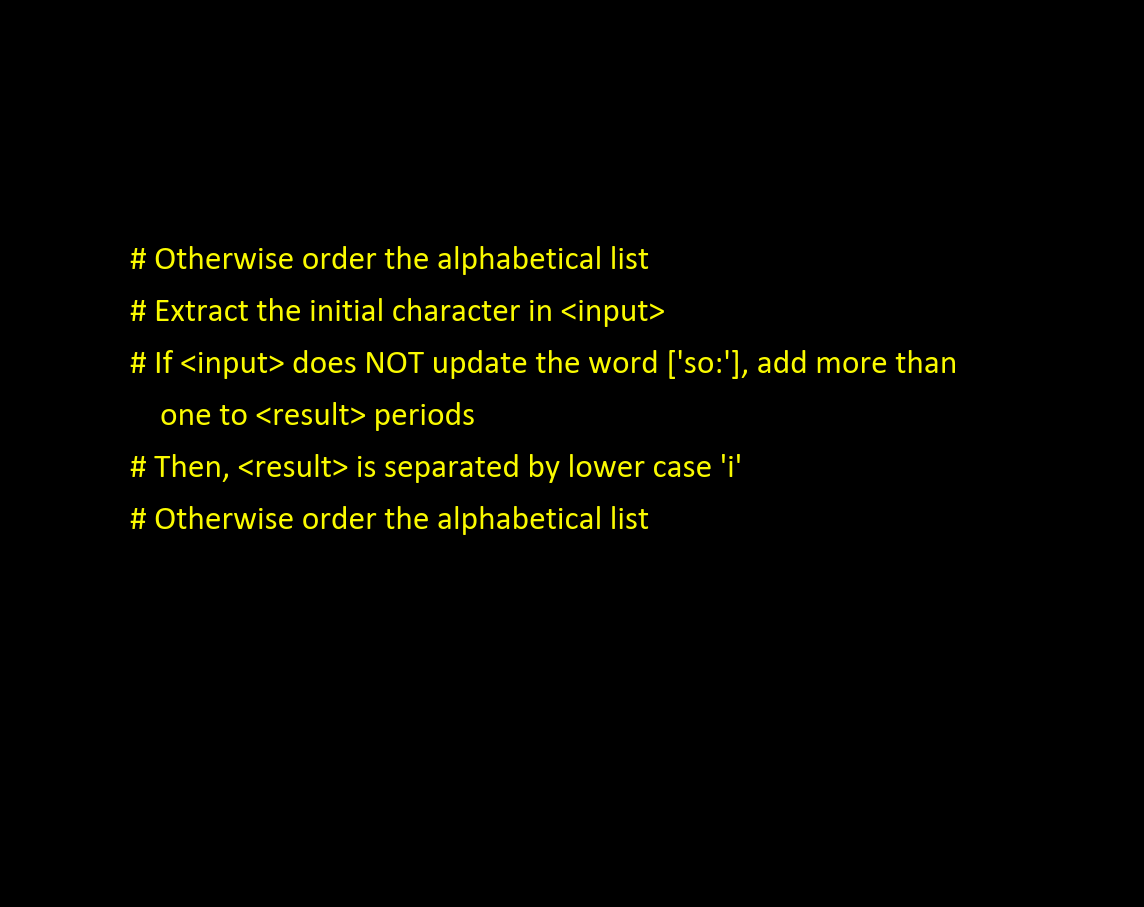 # Otherwise order the alphabetical list
# Extract the initial character in <input>
# If <input> does NOT update the word ['so:'], add more than
one to <result> periods
# Then, <result> is separated by lower case 'i'
# Otherwise order the alphabetical list